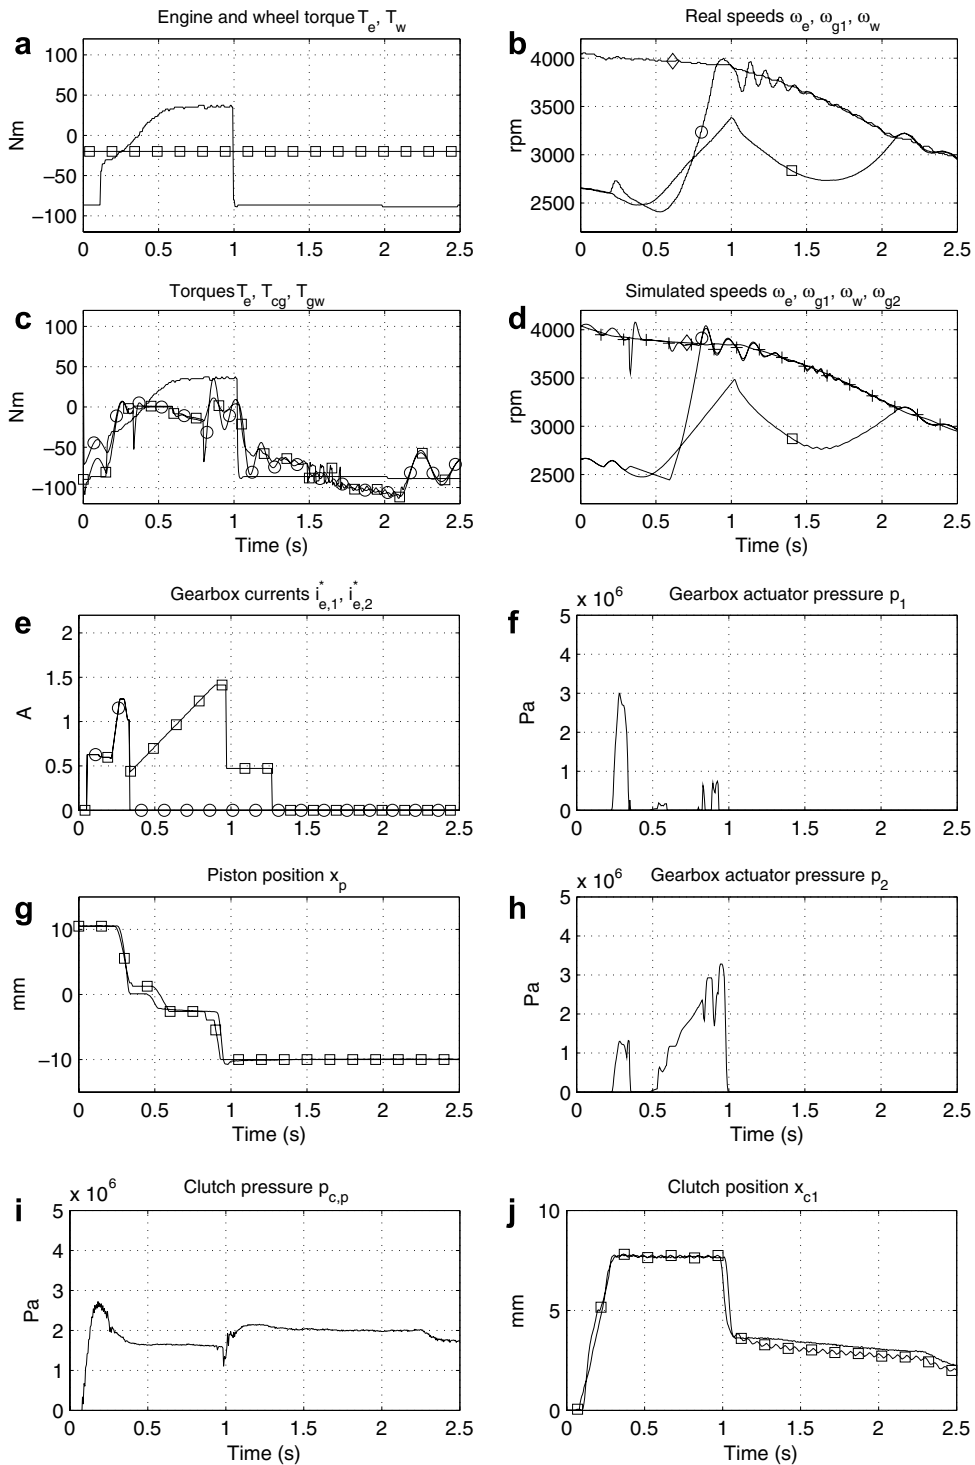 a
Engine and wheel torque T_e, T_w
100
50
0
−50
−100
Nm
0 0.5 1 1.5 2 2.5
b
Real speeds ω_e, ω_g1, ω_w
4000
3500
3000
2500
rpm
0 0.5 1 1.5 2 2.5
c
Torques T_e, T_cg, T_gw
100
50
0
−50
−100
Nm
0 0.5 1 1.5 2 2.5
Time (s)
d
Simulated speeds ω_e, ω_g1, ω_w, ω_g2
4000
3500
3000
2500
rpm
0 0.5 1 1.5 2 2.5
Time (s)
e
Gearbox currents i*_e,1, i*_e,2
2
1.5
1
0.5
0
A
0 0.5 1 1.5 2 2.5
f
x 10^6
Gearbox actuator pressure p_1
5
4
3
2
1
0
Pa
0 0.5 1 1.5 2 2.5
g
Piston position x_p
10
0
−10
mm
0 0.5 1 1.5 2 2.5
Time (s)
h
x 10^6
Gearbox actuator pressure p_2
5
4
3
2
1
0
Pa
0 0.5 1 1.5 2 2.5
Time (s)
i
x 10^6
Clutch pressure p_c,p
5
4
3
2
1
0
Pa
0 0.5 1 1.5 2 2.5
Time (s)
j
Clutch position x_c1
10
5
0
mm
0 0.5 1 1.5 2 2.5
Time (s)